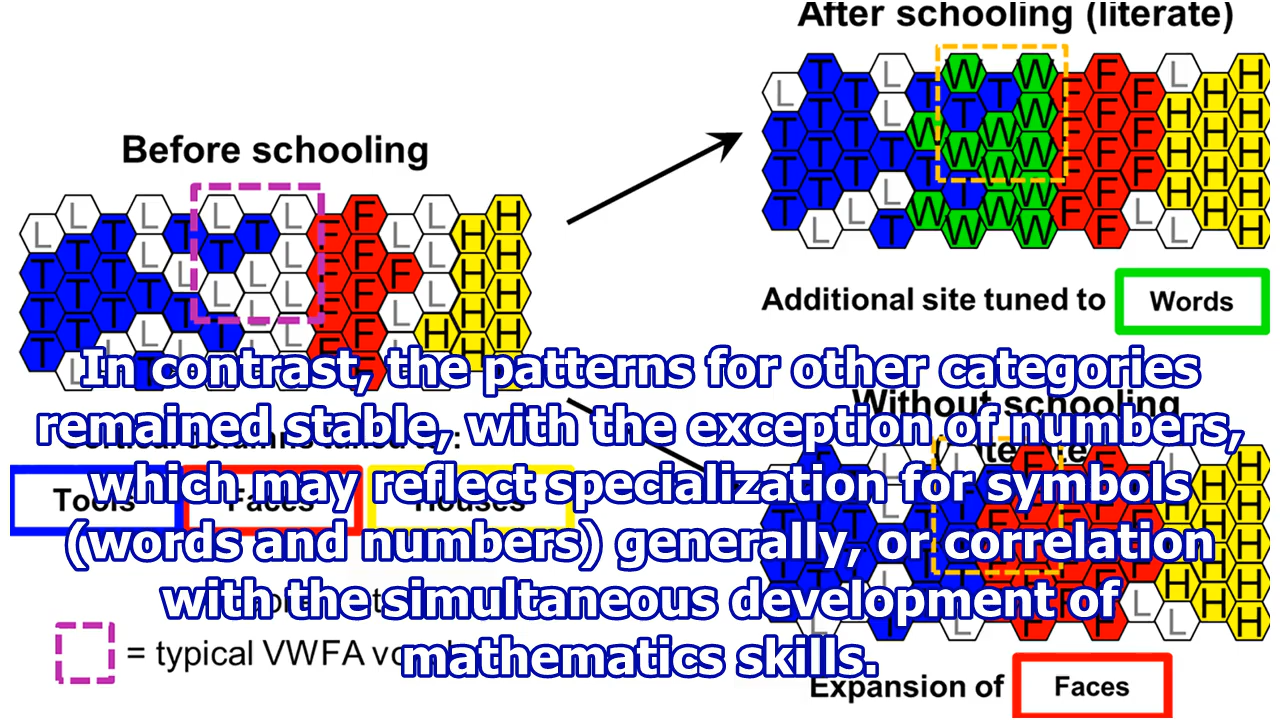 After schooling (literate)
Before schooling
Additional site tuned to Words
Without schooling
In contrast, the patterns for other categories
remained stable, with the exception of numbers,
which may reflect specialization for symbols
(words and numbers) generally, or correlation
with the simultaneous development of
mathematics skills.
Tools Faces Houses
= typical VWFA
Expansion of Faces